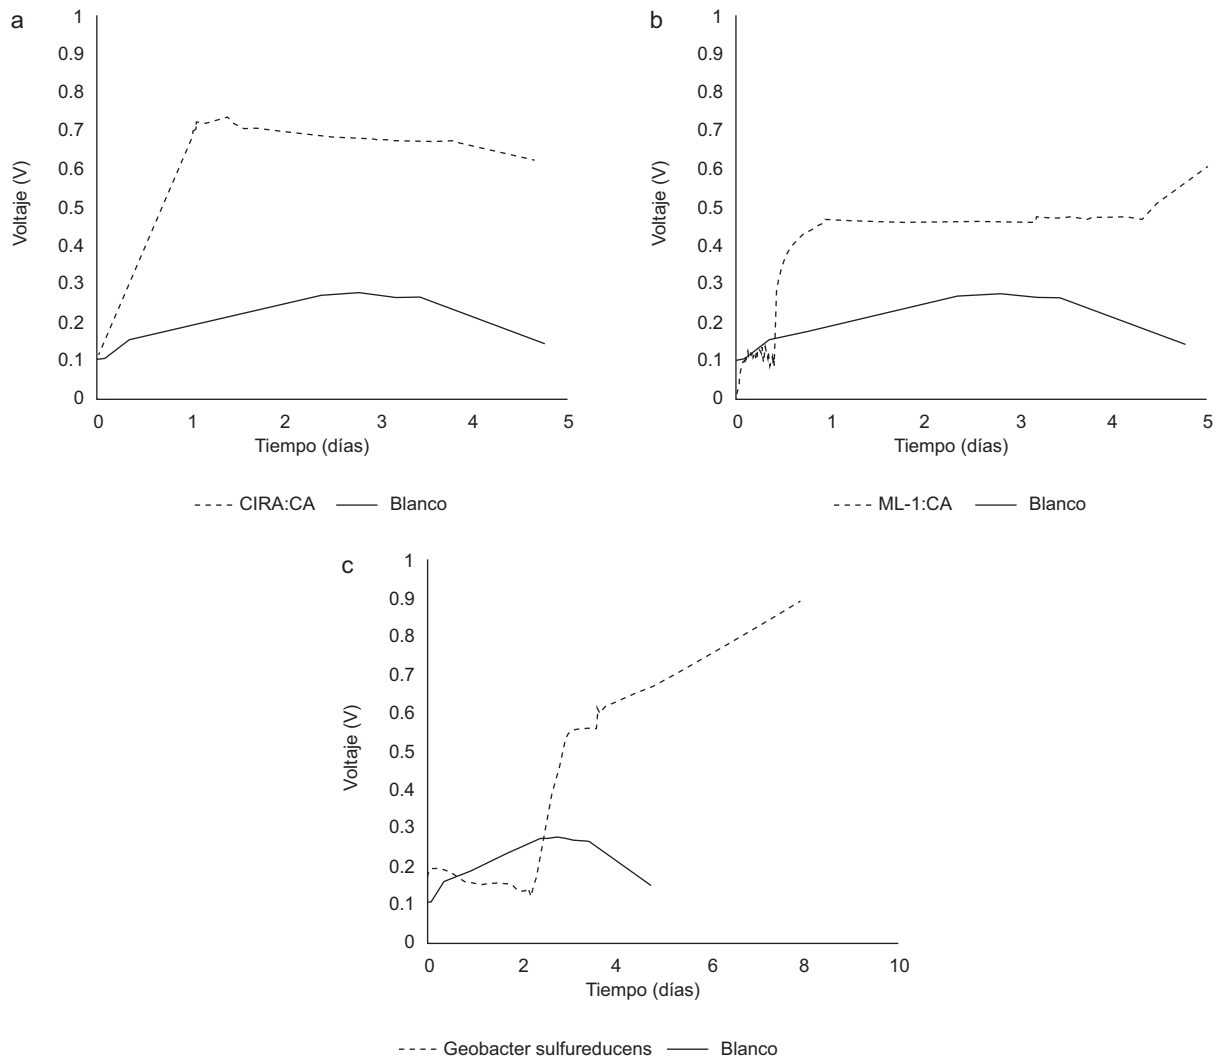 a
1
0.9
0.8
0.7
0.6
0.5
0.4
0.3
0.2
0.1
0
Voltaje (V)
0 1 2 3 4 5
Tiempo (días)
CIRA:CA Blanco
b
1
0.9
0.8
0.7
0.6
0.5
0.4
0.3
0.2
0.1
0
Voltaje (V)
0 1 2 3 4 5
Tiempo (días)
ML-1:CA Blanco
c
1
0.9
0.8
0.7
0.6
0.5
0.4
0.3
0.2
0.1
0
Voltaje (V)
0 2 4 6 8 10
Tiempo (días)
Geobacter sulfureducens Blanco